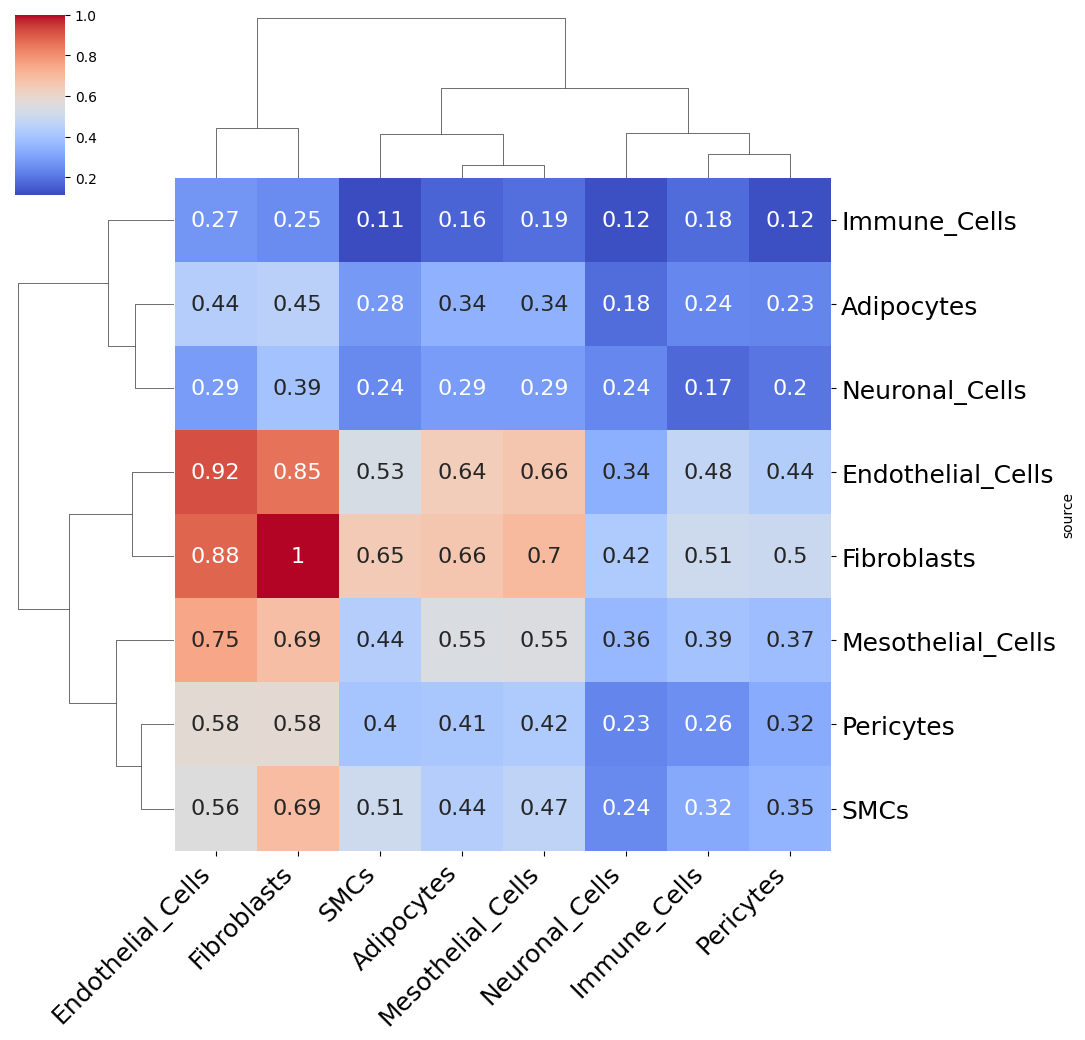 1.0
0.8
0.6
0.4
0.2
0.27 0.25 0.11 0.16 0.19 0.12 0.18 0.12 Immune_Cells
0.44 0.45 0.28 0.34 0.34 0.18 0.24 0.23 Adipocytes
0.29 0.39 0.24 0.29 0.29 0.24 0.17 0.2 Neuronal_Cells
0.92 0.85 0.53 0.64 0.66 0.34 0.48 0.44 Endothelial_Cells
0.88 1 0.65 0.66 0.7 0.42 0.51 0.5 Fibroblasts
0.75 0.69 0.44 0.55 0.55 0.36 0.39 0.37 Mesothelial_Cells
0.58 0.58 0.4 0.41 0.42 0.23 0.26 0.32 Pericytes
0.56 0.69 0.51 0.44 0.47 0.24 0.32 0.35 SMCs
source
Endothelial_Cells
Fibroblasts
SMCs
Adipocytes
Mesothelial_Cells
Neuronal_Cells
Immune_Cells
Pericytes